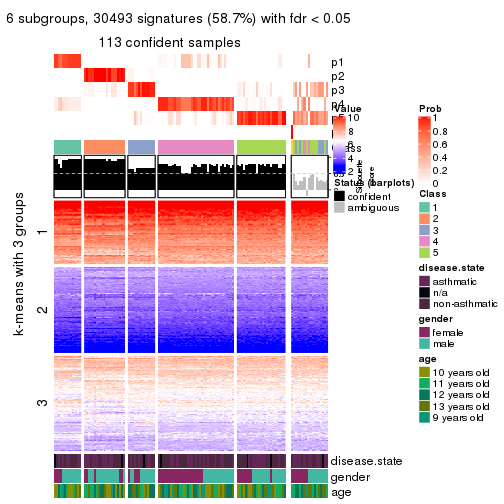 6 subgroups, 30493 signatures (58.7%) with fdr < 0.05
113 confident samples
p1
p2
p3
p4
p5
Value
10
8
6
4
2
Status (barplots)
confident
ambiguous
Silhouette
score
Prob
1
0.8
0.6
0.4
0.2
0
Class
1
2
3
4
5
disease.state
asthmatic
n/a
non-asthmatic
gender
female
male
age
10 years old
11 years old
12 years old
13 years old
9 years old
k-means with 3 groups
1
2
3
disease.state
gender
age